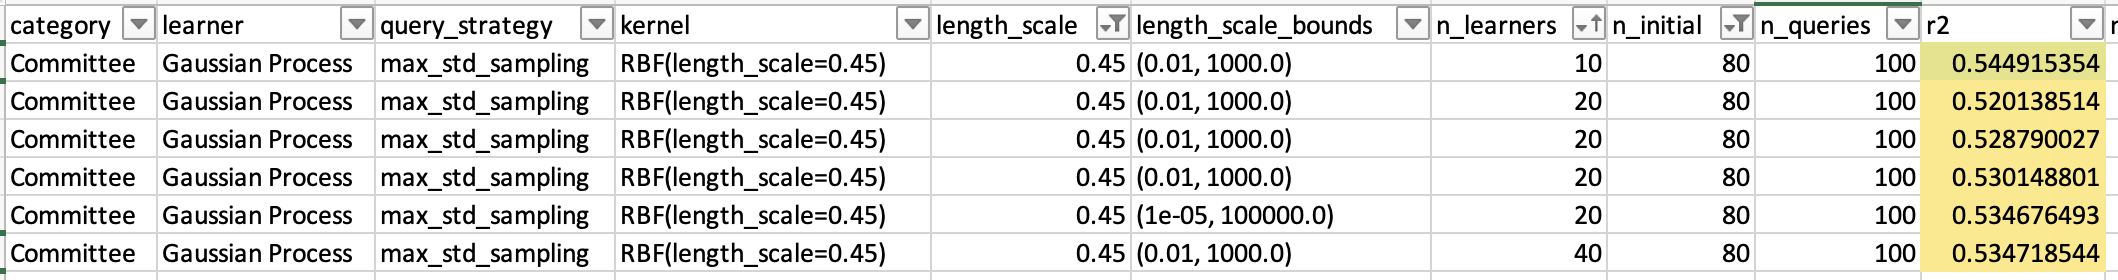 category learner query_strategy kernel length_scale length_scale_bounds n_learners n_initial n_queries r2
Committee Gaussian Process max_std_sampling RBF(length_scale=0.45) 0.45 (0.01, 1000.0) 10 80 100 0.544915354
Committee Gaussian Process max_std_sampling RBF(length_scale=0.45) 0.45 (0.01, 1000.0) 20 80 100 0.520138514
Committee Gaussian Process max_std_sampling RBF(length_scale=0.45) 0.45 (0.01, 1000.0) 20 80 100 0.528790027
Committee Gaussian Process max_std_sampling RBF(length_scale=0.45) 0.45 (0.01, 1000.0) 20 80 100 0.530148801
Committee Gaussian Process max_std_sampling RBF(length_scale=0.45) 0.45 (1e-05, 100000.0) 20 80 100 0.534676493
Committee Gaussian Process max_std_sampling RBF(length_scale=0.45) 0.45 (0.01, 1000.0) 40 80 100 0.534718544